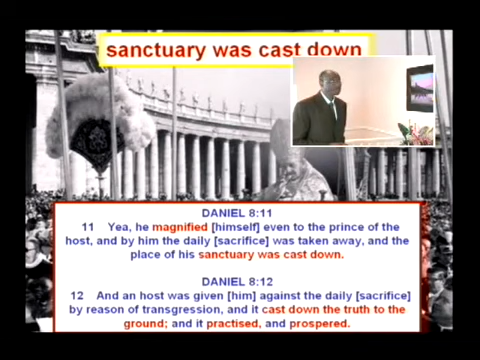 sanctuary was cast down
DANIEL 8:11
11 Yea, he magnified [himself] even to the prince of the
host, and by him the daily [sacrifice] was taken away, and the
place of his sanctuary was cast down.
DANIEL 8:12
12 And an host was given [him] against the daily [sacrifice]
by reason of transgression, and it cast down the truth to the
ground; and it practised, and prospered.